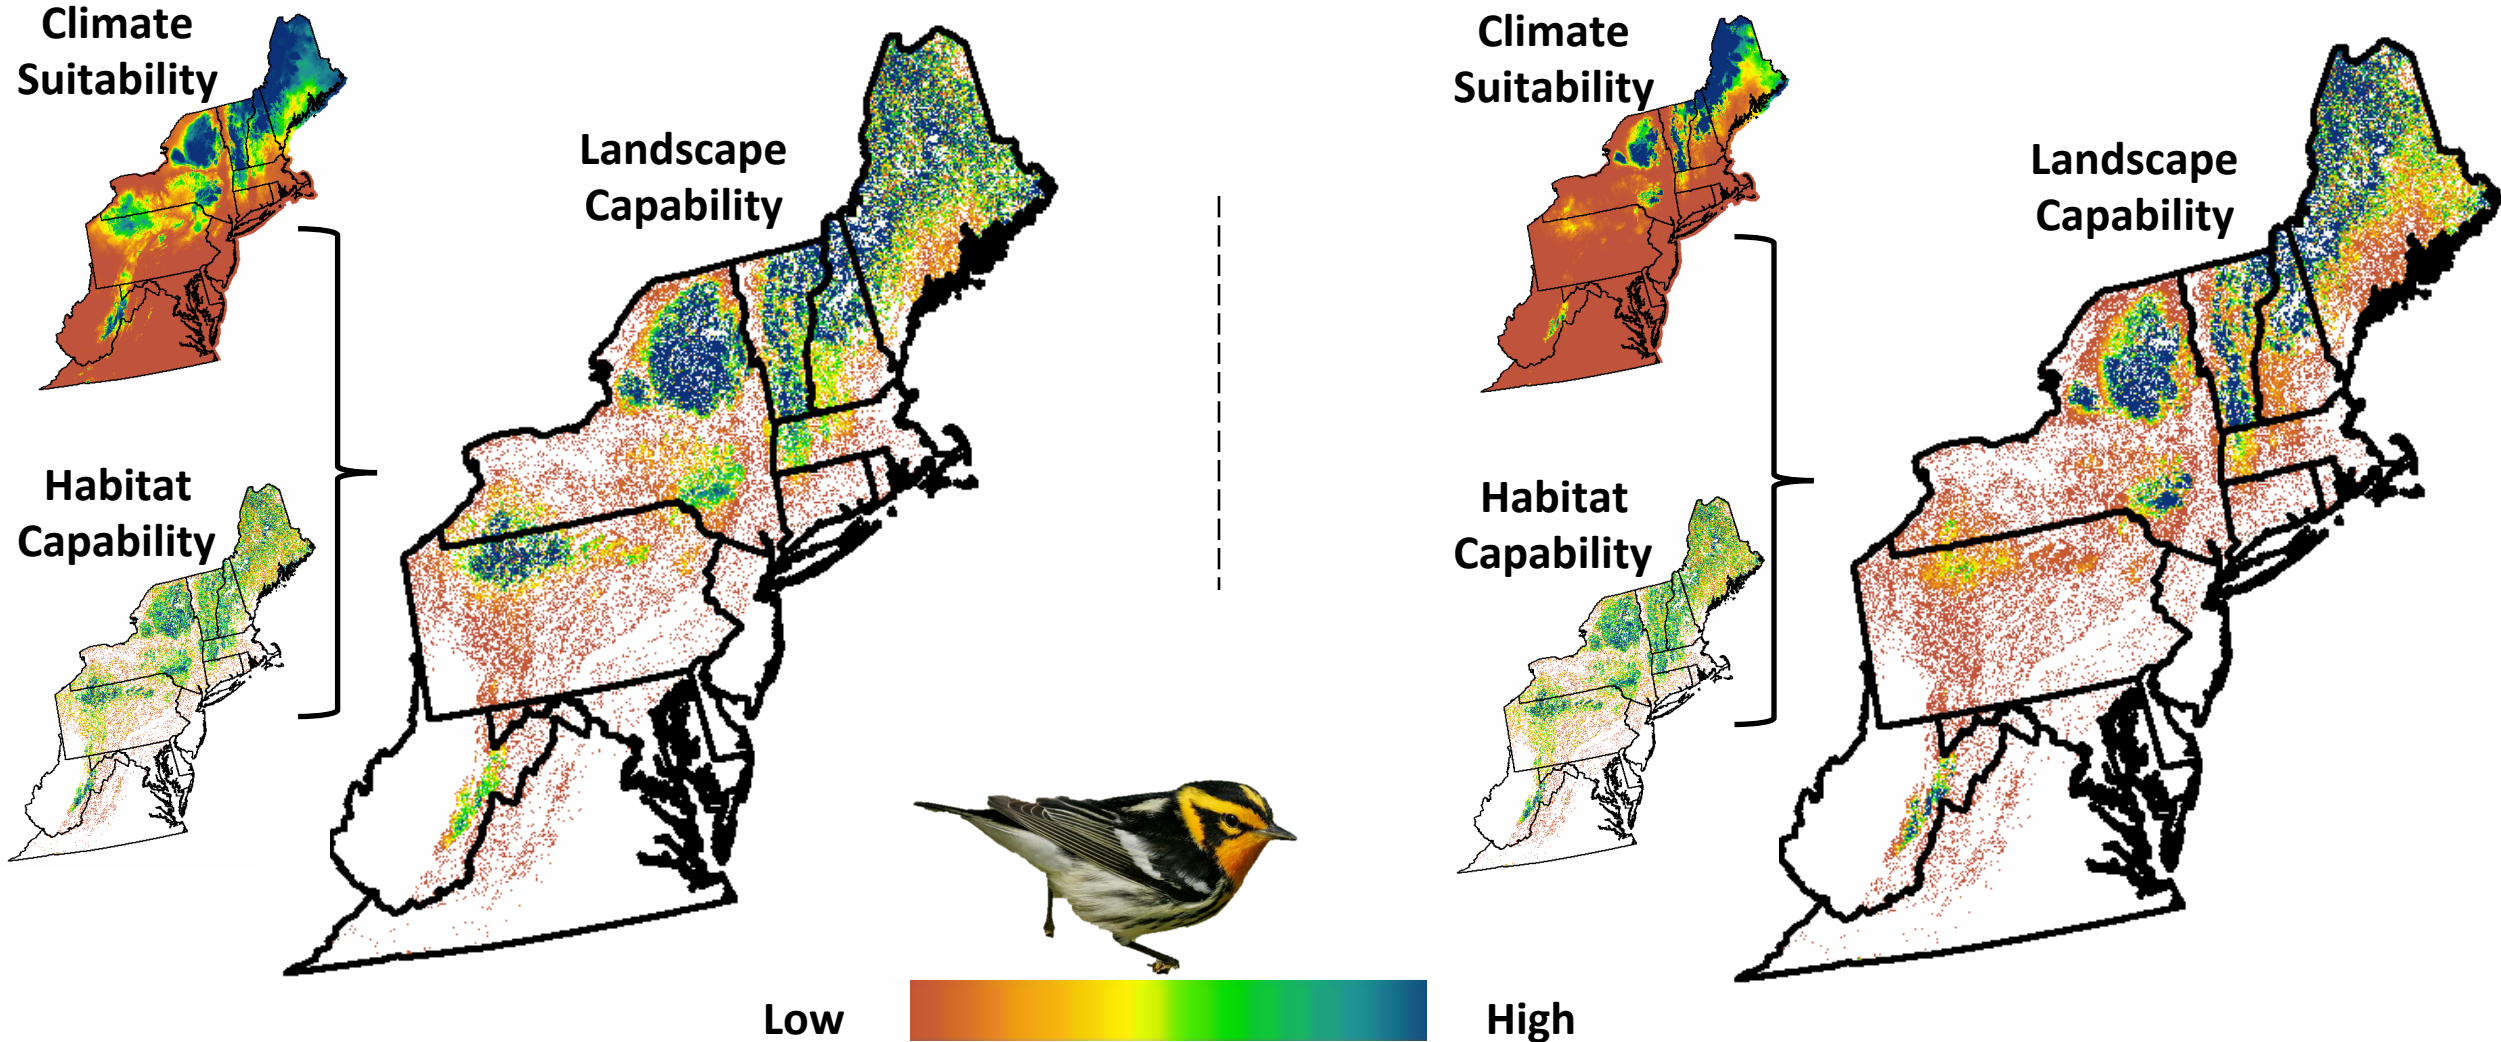 Climate
Suitability
Landscape
Capability
Habitat
Capability
Climate
Suitability
Landscape
Capability
Habitat
Capability
Low
High